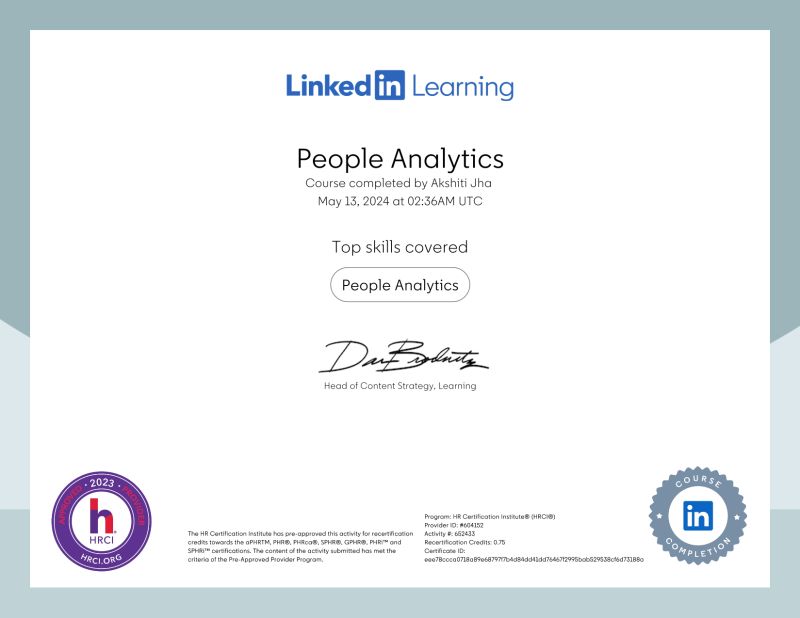 LinkedIn Learning
People Analytics
Course completed by Akshiti Jha
May 13, 2024 at 02:36AM UTC
Top skills covered
People Analytics
Dan Brodnitz
Head of Content Strategy, Learning
APPROVED • 2023 • PROVIDER
h
HRCI
HRCI.ORG
The HR Certification Institute has pre-approved this activity for recertification
credits towards the aPHRTM, PHR®, PHRca®, SPHR®, GPHR®, PHRi™ and
SPHRi™ certifications. The content of the activity submitted has met the
criteria of the Pre-Approved Provider Program.
Program: HR Certification Institute® (HRCI®)
Provider ID: #604152
Activity #: 652433
Recertification Credits: 0.75
Certificate ID:
COURSE
in
COMPLETION